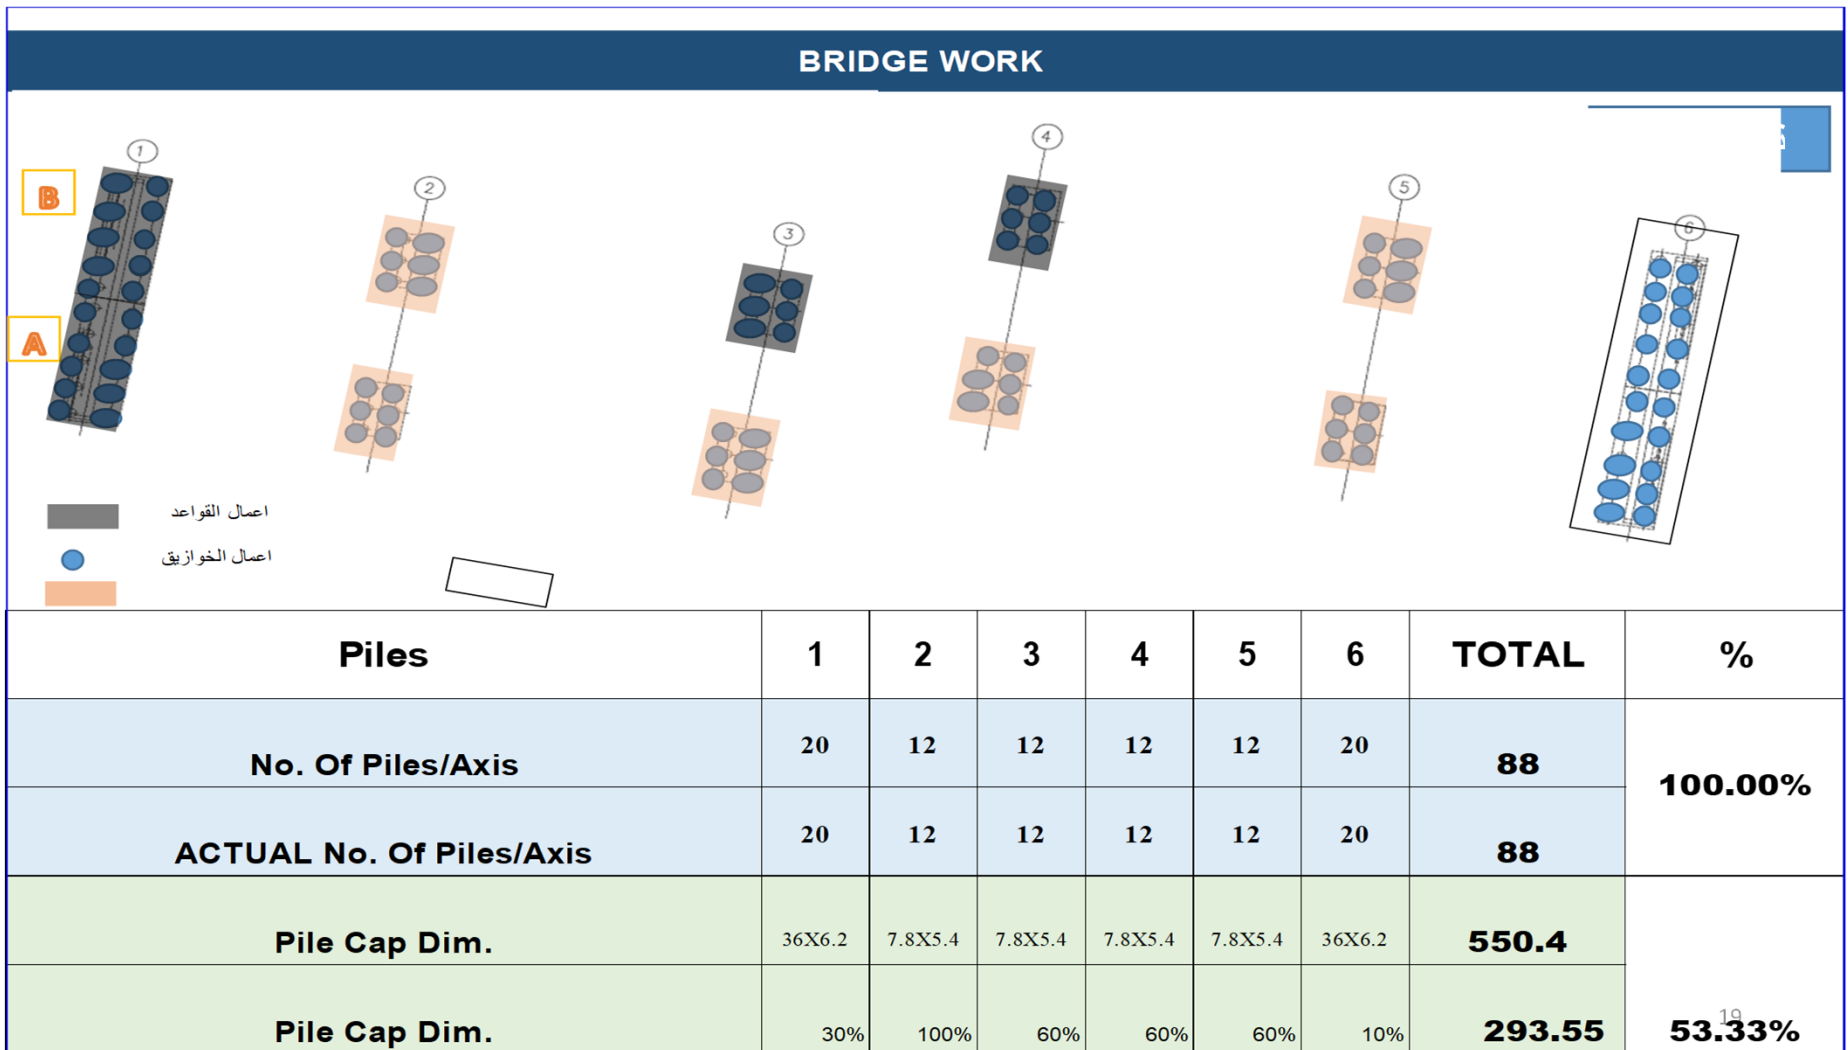 BRIDGE WORK
1
2
3
4
5
6
B
A
اعمال القواعد
اعمال الخوازيق
Piles 1 2 3 4 5 6 TOTAL %
No. Of Piles/Axis 20 12 12 12 12 20 88 100.00%
ACTUAL No. Of Piles/Axis 20 12 12 12 12 20 88
Pile Cap Dim. 36X6.2 7.8X5.4 7.8X5.4 7.8X5.4 7.8X5.4 36X6.2 550.4
Pile Cap Dim. 30% 100% 60% 60% 60% 10% 293.55 53.33%
19